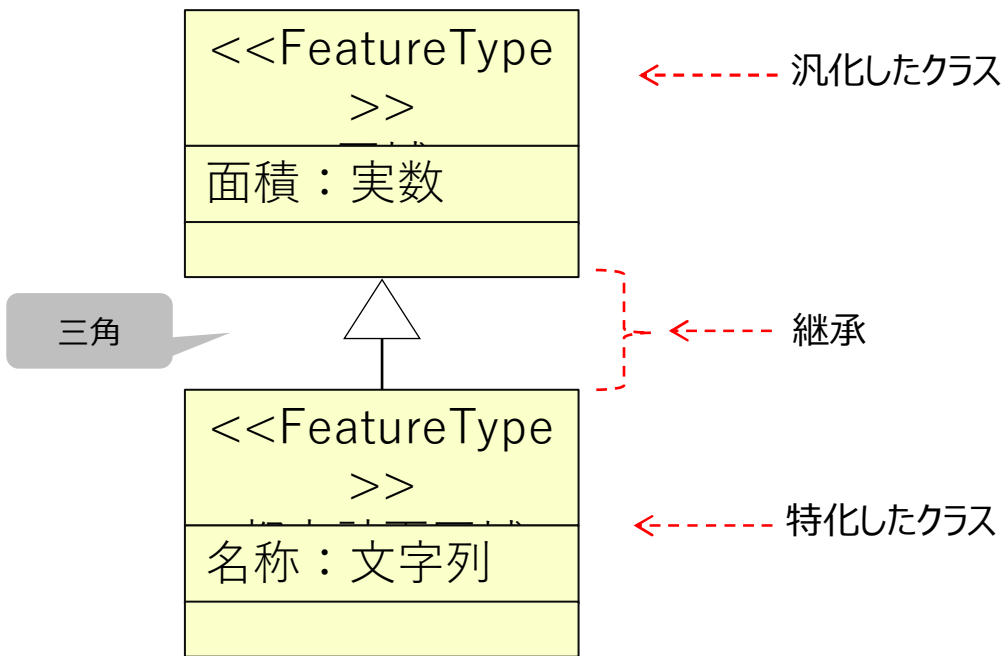 <<FeatureType
>>
汎化したクラス
面積：実数
三角
継承
<<FeatureType
>>
特化したクラス
名称：文字列